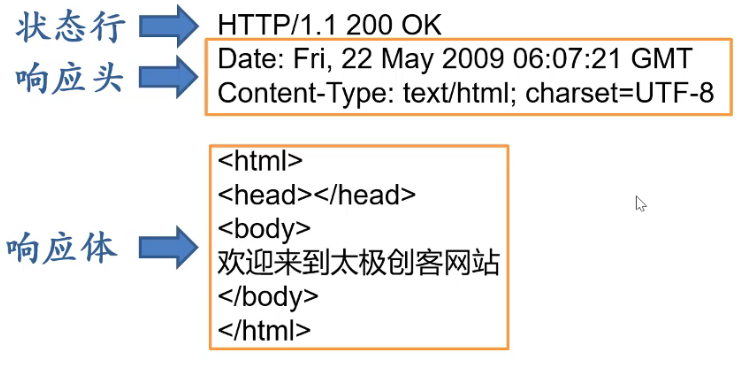 状态行
HTTP/1.1 200 OK
响应头
Date: Fri, 22 May 2009 06:07:21 GMT
Content-Type: text/html; charset=UTF-8
响应体
<html>
<head></head>
<body>
欢迎来到太极创客网站
</body>
</html>